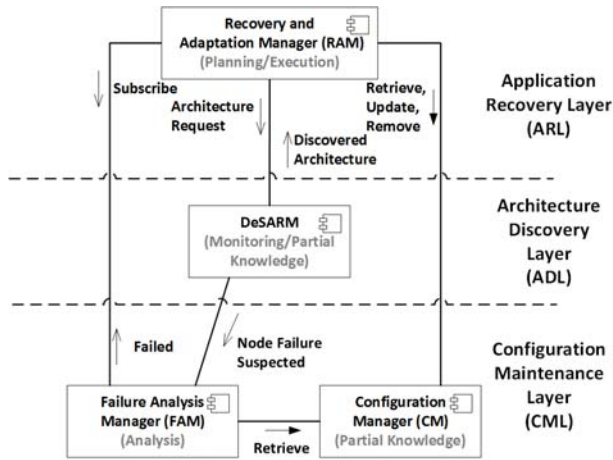 Recovery and
Adaptation Manager (RAM)
(Planning/Execution)
Subscribe
Architecture
Request
Retrieve,
Update,
Remove
Discovered
Architecture
Application
Recovery Layer
(ARL)
DeSARM
(Monitoring/Partial
Knowledge)
Architecture
Discovery
Layer
(ADL)
Failed
Node Failure
Suspected
Configuration
Maintenance
Layer
(CML)
Failure Analysis
Manager (FAM)
(Analysis)
Retrieve
Configuration
Manager (CM)
(Partial Knowledge)